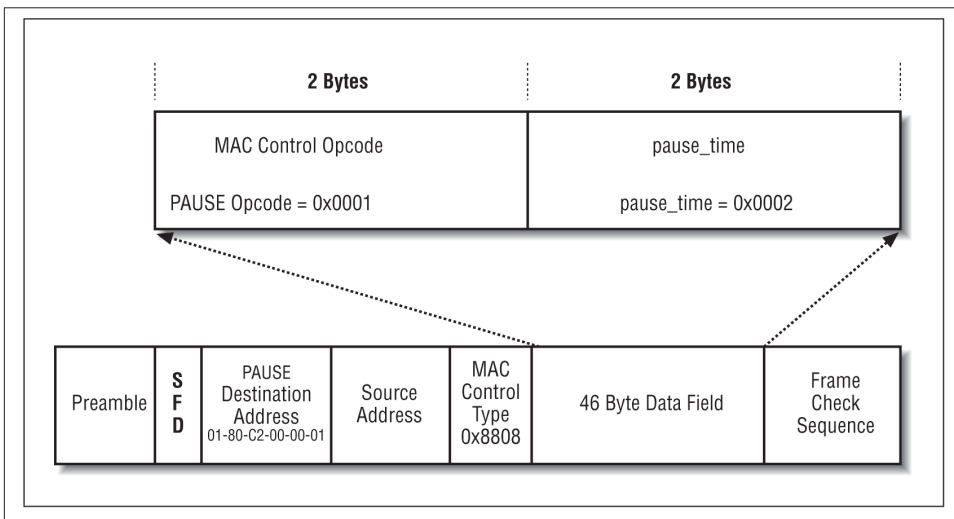 2 Bytes
2 Bytes
MAC Control Opcode
pause_time
PAUSE Opcode = 0x0001
pause_time = 0x0002
Preamble
S
F
D
PAUSE
Destination
Address
01-80-C2-00-00-01
Source
Address
MAC
Control
Type
0x8808
46 Byte Data Field
Frame
Check
Sequence